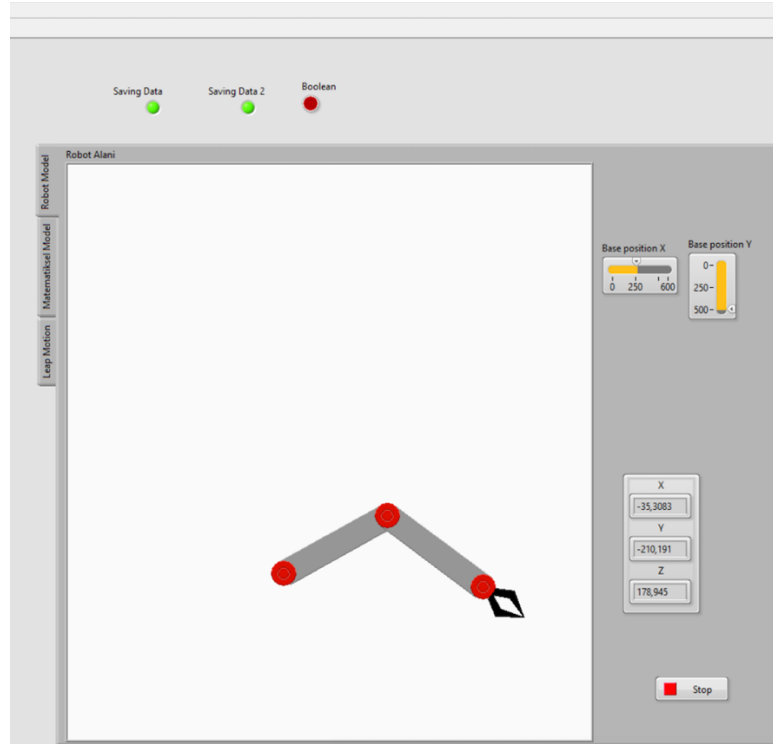 Saving Data
Saving Data 2
Boolean
Robot Model
Matematiksel Model
Leap Motion
Robot Alani
Base position X
0 250 600
Base position Y
0
250
500
X
-35,3083
Y
-210,191
Z
178,945
Stop